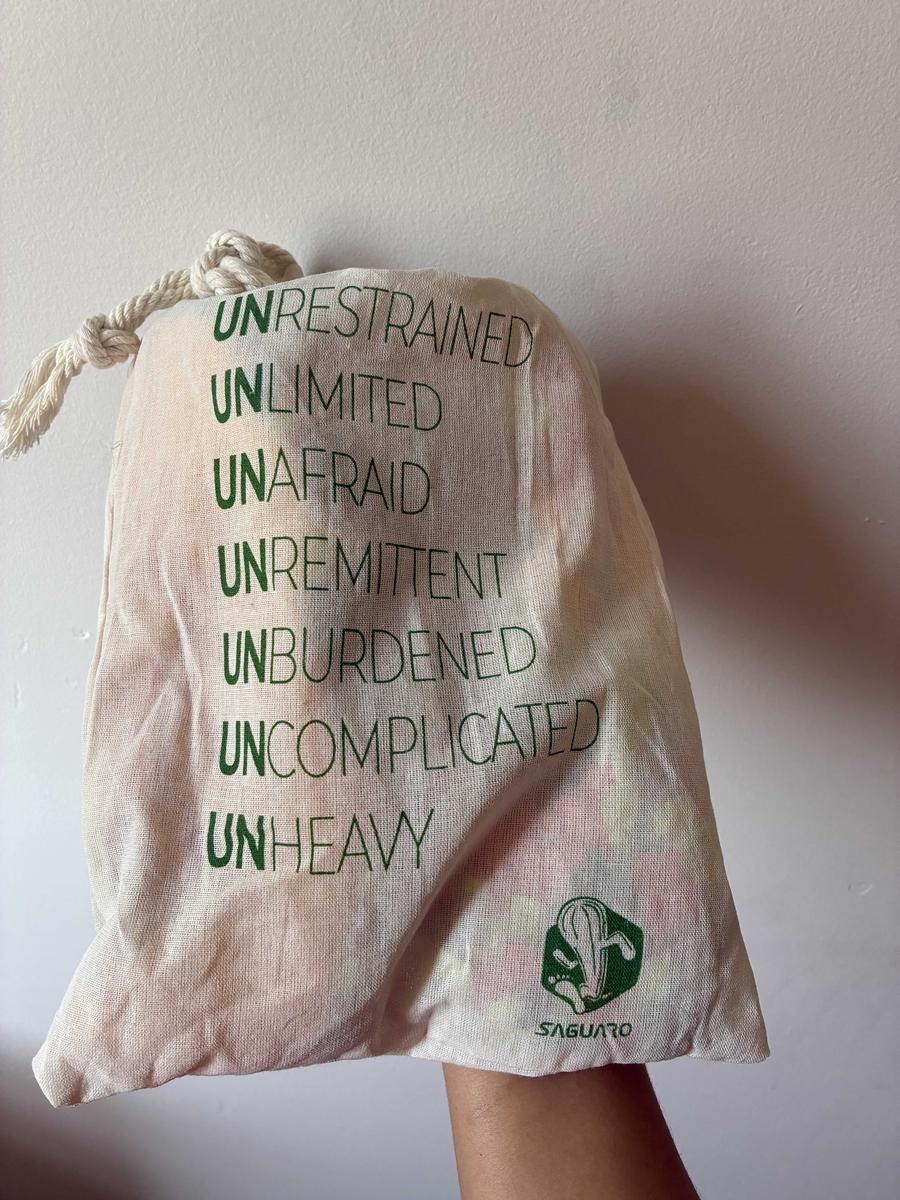 UNRESTRAINED
UNLIMITED
UNAFRAID
UNREMITTENT
UNBURDENED
UNCOMPLICATED
UNHEAVY
SAGUARO